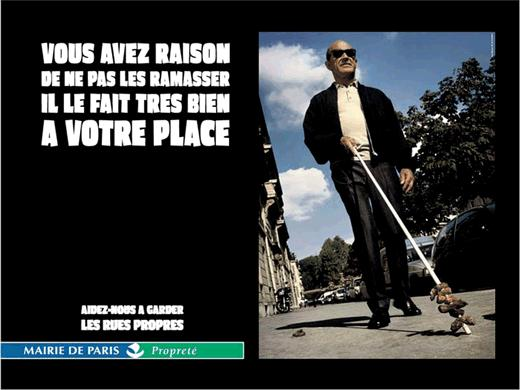 VOUS AVEZ RAISON
DE NE PAS LES RAMASSER
IL LE FAIT TRES BIEN
A VOTRE PLACE
AIDEZ-NOUS A GARDER
LES RUES PROPRES
MAIRIE DE PARIS Propreté